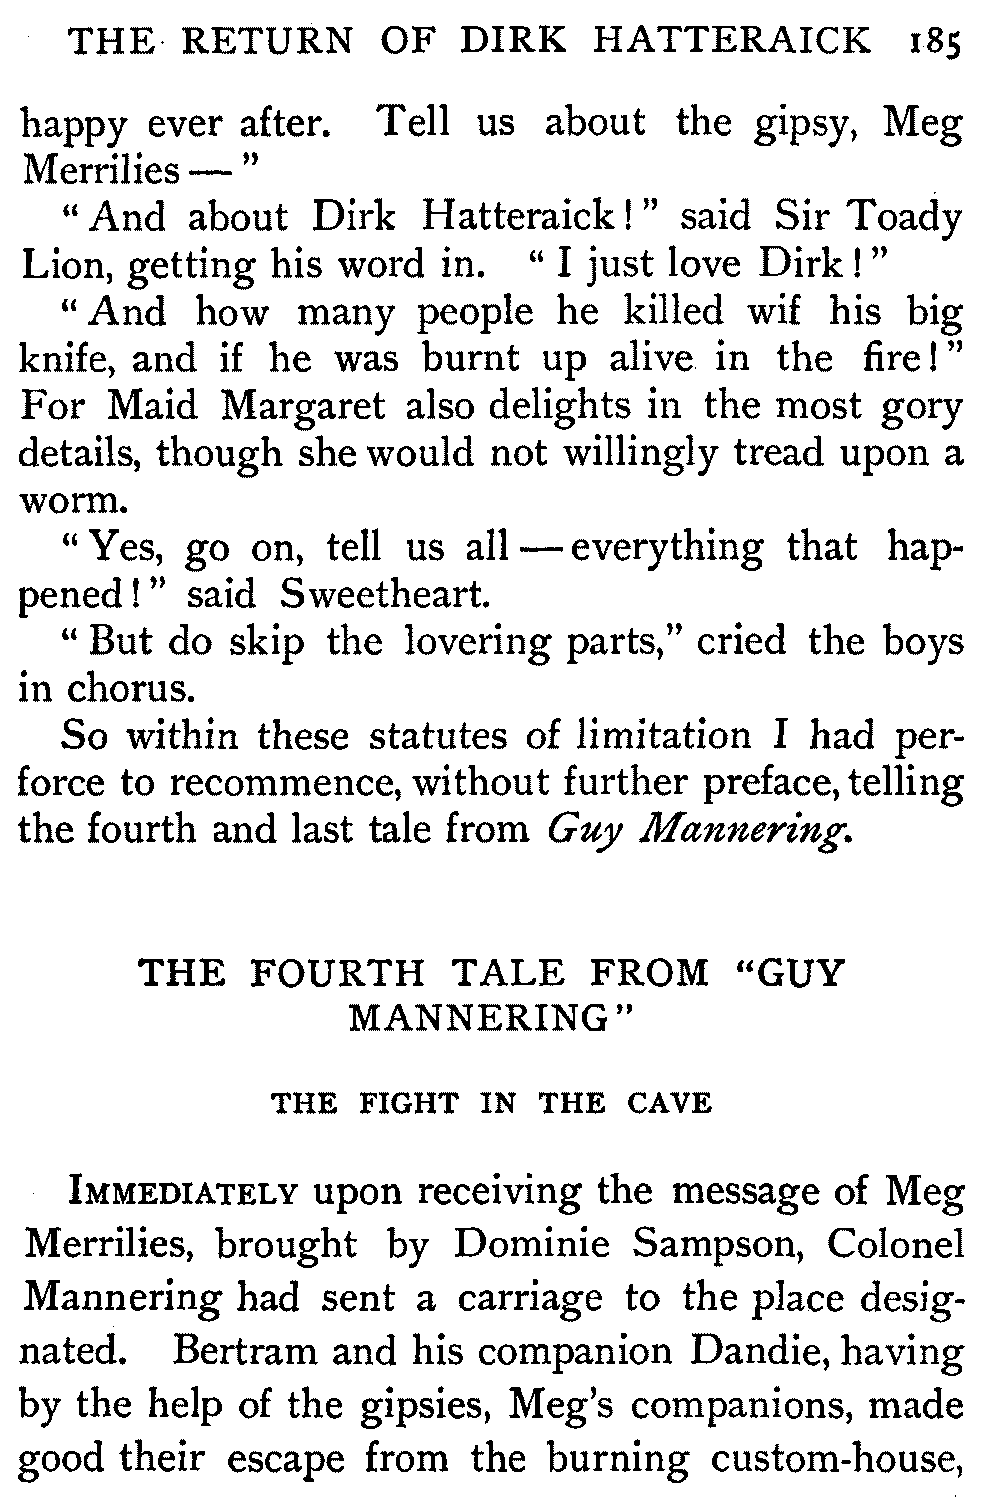 THE RETURN OF DIRK HATTERAICK 185
happy ever after. Tell us about the gipsy, Meg
Merrilies — "
" And about Dirk Hatteraick ! " said Sir Toady
Lion, getting his word in. " I just love Dirk ! "
" And how many people he killed wif his big
knife, and if he was burnt up alive in the fire ! "
For Maid Margaret also delights in the most gory
details, though she would not willingly tread upon a
worm.
" Yes, go on, tell us all — everything that hap-
pened ! " said Sweetheart.
" But do skip the lovering parts," cried the boys
in chorus.
So within these statutes of limitation I had per-
force to recommence, without further preface, telling
the fourth and last tale from Guy Mannering.
THE FOURTH TALE FROM "GUY
MANNERING"
THE FIGHT IN THE CAVE
IMMEDIATELY upon receiving the message of Meg
Merrilies, brought by Dominie Sampson, Colonel
Mannering had sent a carriage to the place desig-
nated. Bertram and his companion Dandie, having
by the help of the gipsies, Meg's companions, made
good their escape from the burning custom-house,